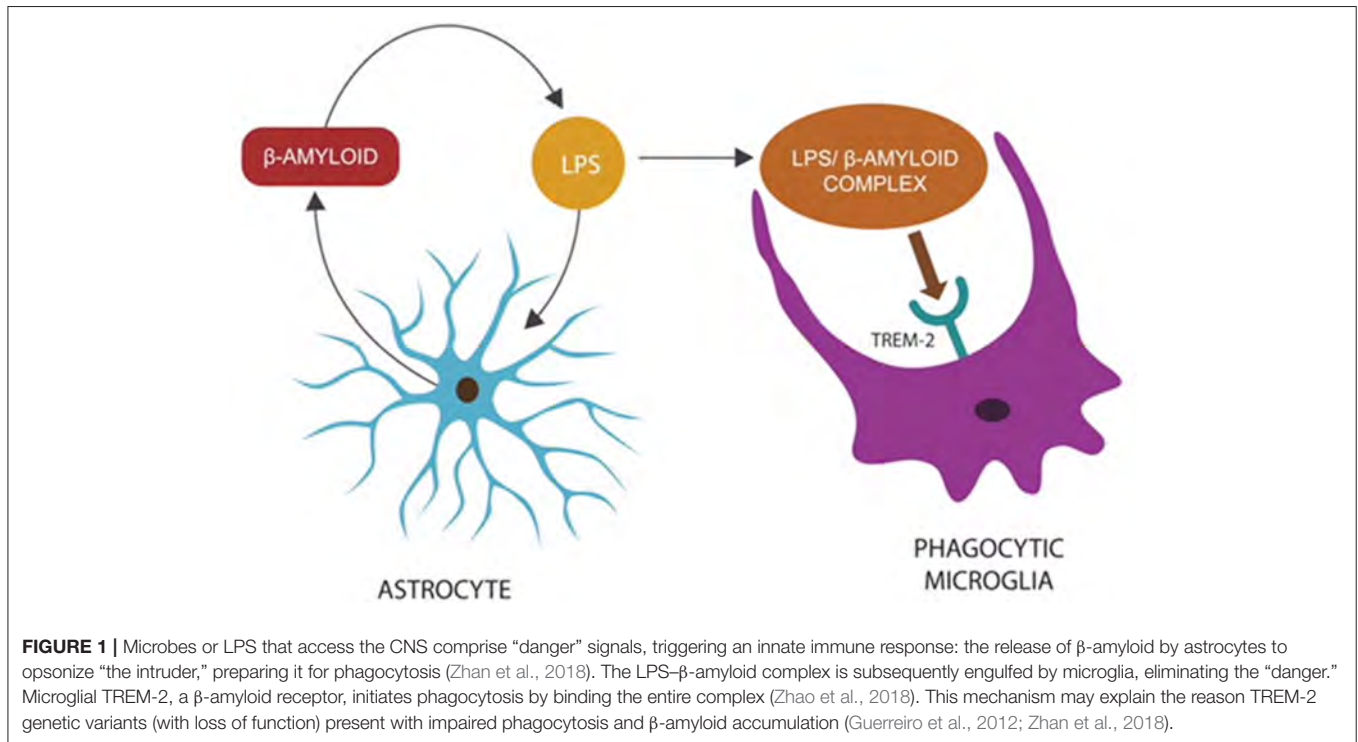 β-AMYLOID
LPS
LPS/ β-AMYLOID
COMPLEX
TREM-2
ASTROCYTE
PHAGOCYTIC
MICROGLIA
FIGURE 1 | Microbes or LPS that access the CNS comprise “danger” signals, triggering an innate immune response: the release of β-amyloid by astrocytes to
opsonize “the intruder,” preparing it for phagocytosis (Zhan et al., 2018). The LPS–β-amyloid complex is subsequently engulfed by microglia, eliminating the “danger.”
Microglial TREM-2, a β-amyloid receptor, initiates phagocytosis by binding the entire complex (Zhao et al., 2018). This mechanism may explain the reason TREM-2
genetic variants (with loss of function) present with impaired phagocytosis and β-amyloid accumulation (Guerreiro et al., 2012; Zhan et al., 2018).